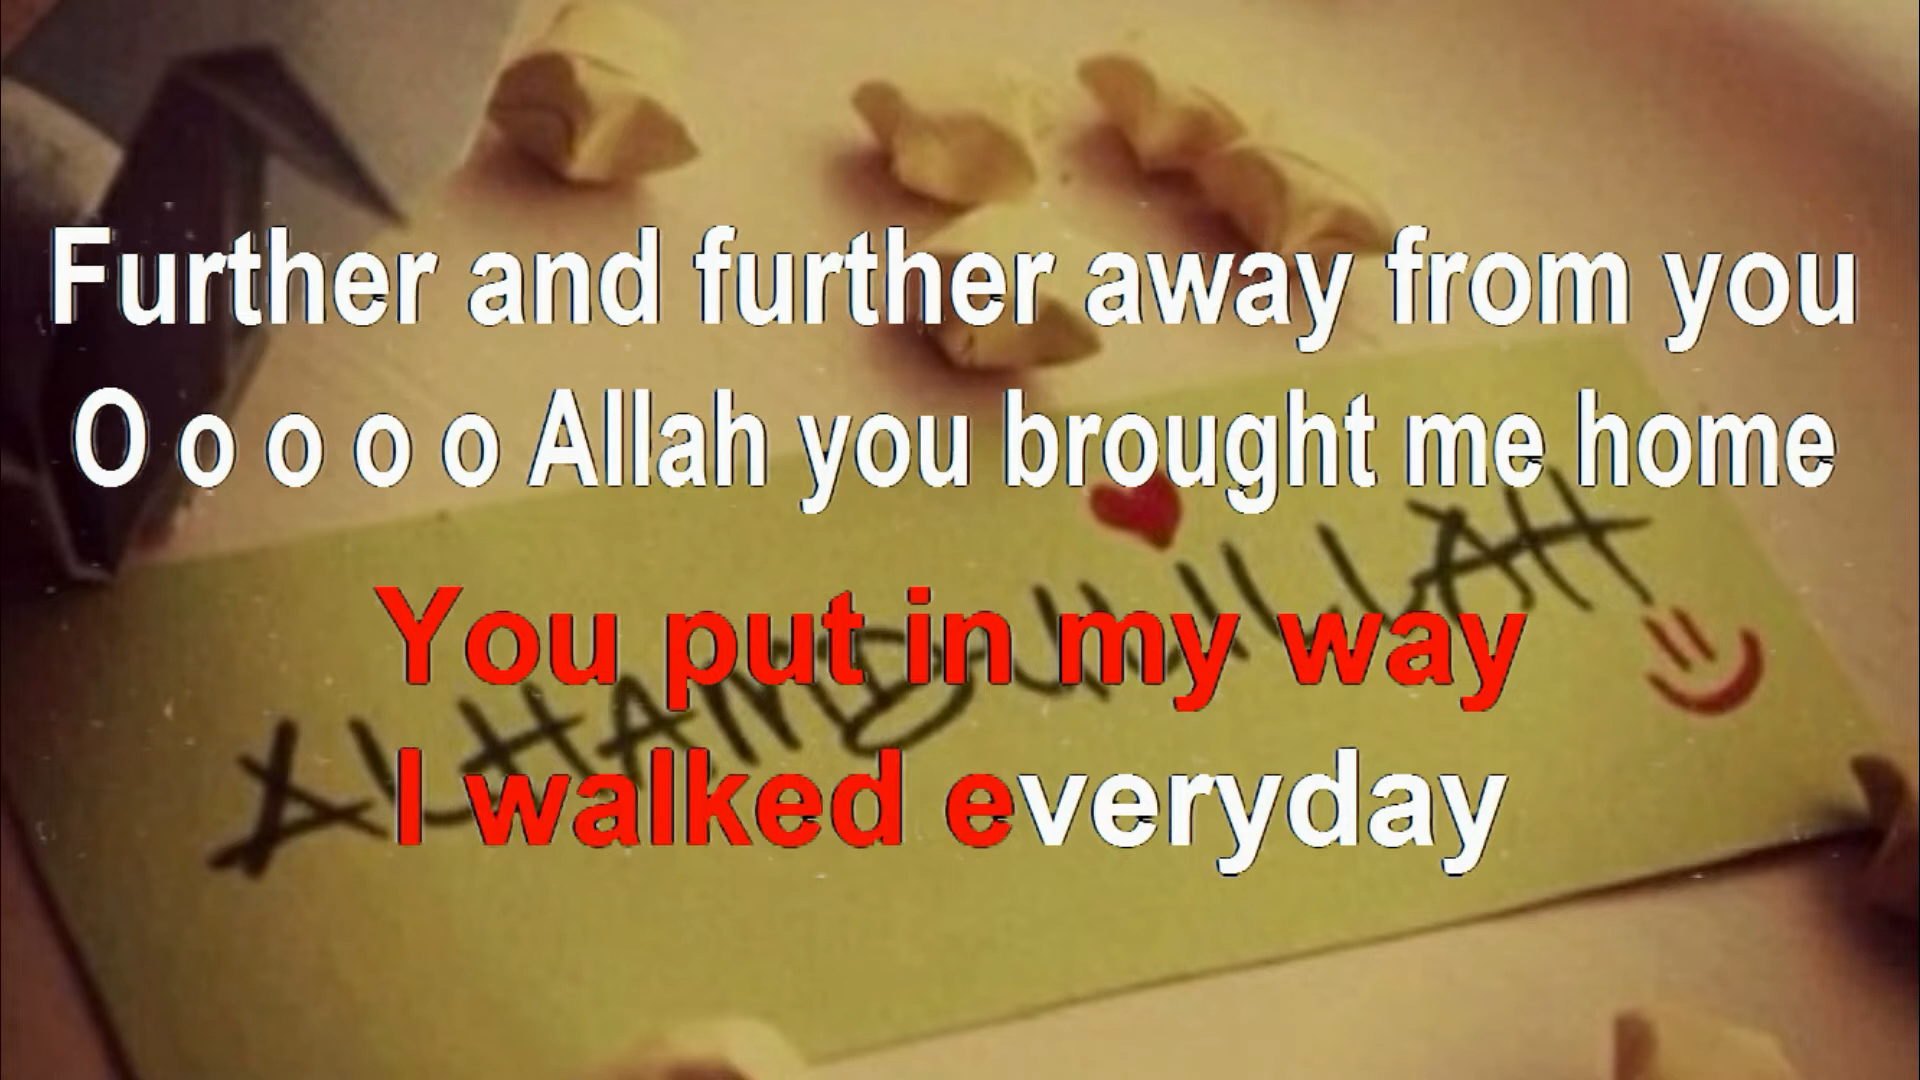 Further and further away from you
O o o o o Allah you brought me home
You put in my way
I walked everyday
ALHAMDULILLAH